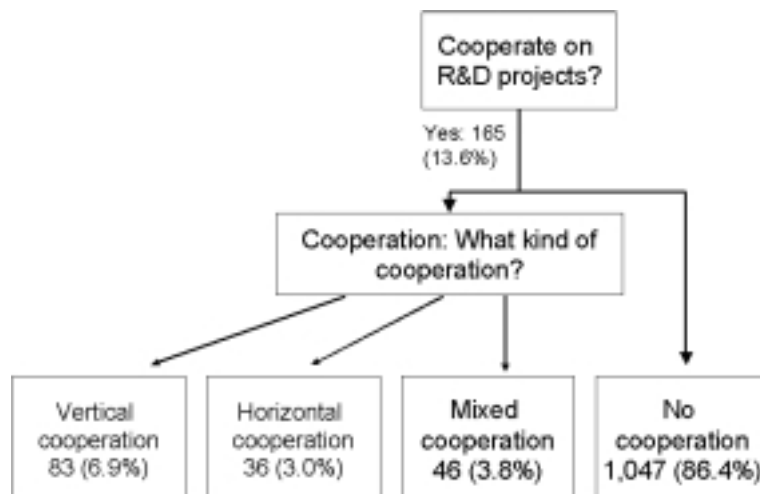 Cooperate on
R&D projects?
Yes: 165
(13.6%)
Cooperation: What kind of
cooperation?
Vertical
cooperation
83 (6.9%)
Horizontal
cooperation
36 (3.0%)
Mixed
cooperation
46 (3.8%)
No
cooperation
1,047 (86.4%)